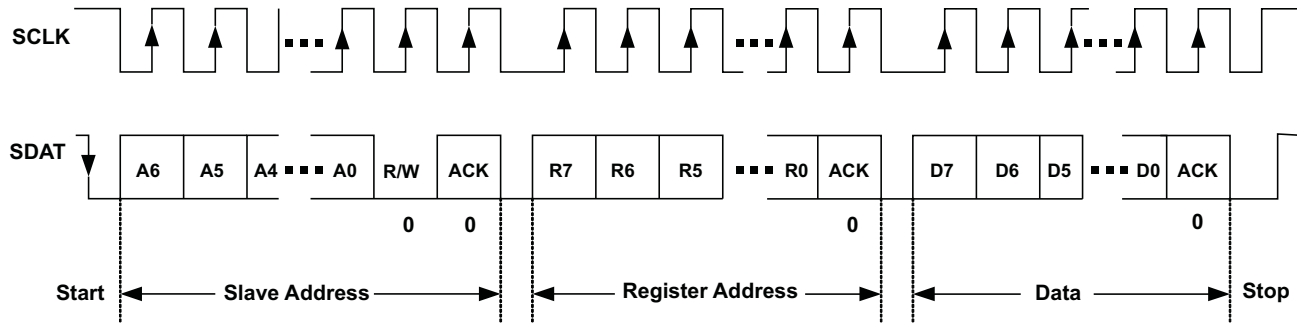 SCLK
SDAT A6 A5 A4 A0 R/W ACK R7 R6 R5 R0 ACK D7 D6 D5 D0 ACK
0 0 0 0
Start Slave Address Register Address Data Stop